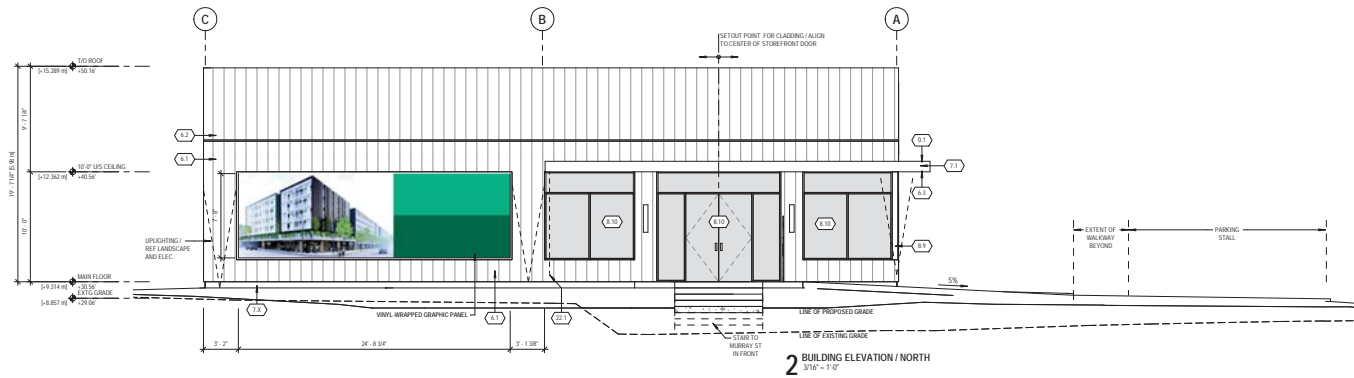 C
B
A
SETOUT POINT FOR CLADDING / ALIGN
TO CENTER OF STOREFRONT DOOR
T/O ROOF
[+15.289 m] +50.16'
9'- 7 1/4"
19' - 7 1/4" [5.98 m]
6.2
6.1
0.1
7.1
6.3
10'-0" U/S CEILING
[+12.362 m] +40.56'
10'- 0"
7'- 8"
8.10
8.10
8.10
8.9
UPLIGHTING /
REF LANDSCAPE
AND ELEC
EXTENT OF
WALKWAY
BEYOND
PARKING
STALL
MAIN FLOOR
[+9.314 m] +30.56'
EXTG GRADE
[+8.857 m] +29.06'
5%
7.X
VINYL-WRAPPED GRAPHIC PANEL
6.1
22.1
LINE OF PROPOSED GRADE
LINE OF EXISTING GRADE
3' - 2"
24' - 8 3/4"
3' - 1 3/8"
STAIR TO
MURRAY ST
IN FRONT
2 BUILDING ELEVATION / NORTH
3/16" = 1'-0"